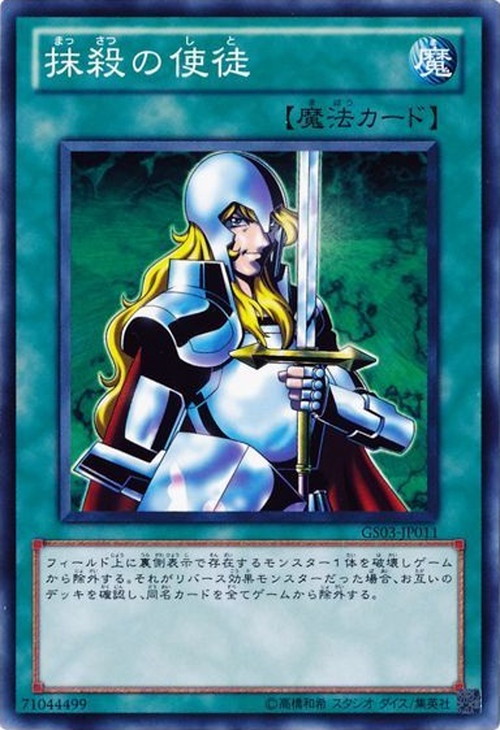 抹殺の使徒
魔
【魔法カード】
GS03-JP011
フィールド上に裏側表示で存在するモンスター1体を破壊しゲーム
から除外する。それがリバース効果モンスターだった場合、お互いの
デッキを確認し、同名カードを全てゲームから除外する。
71044499
©高橋和希 スタジオ・ダイス/集英社